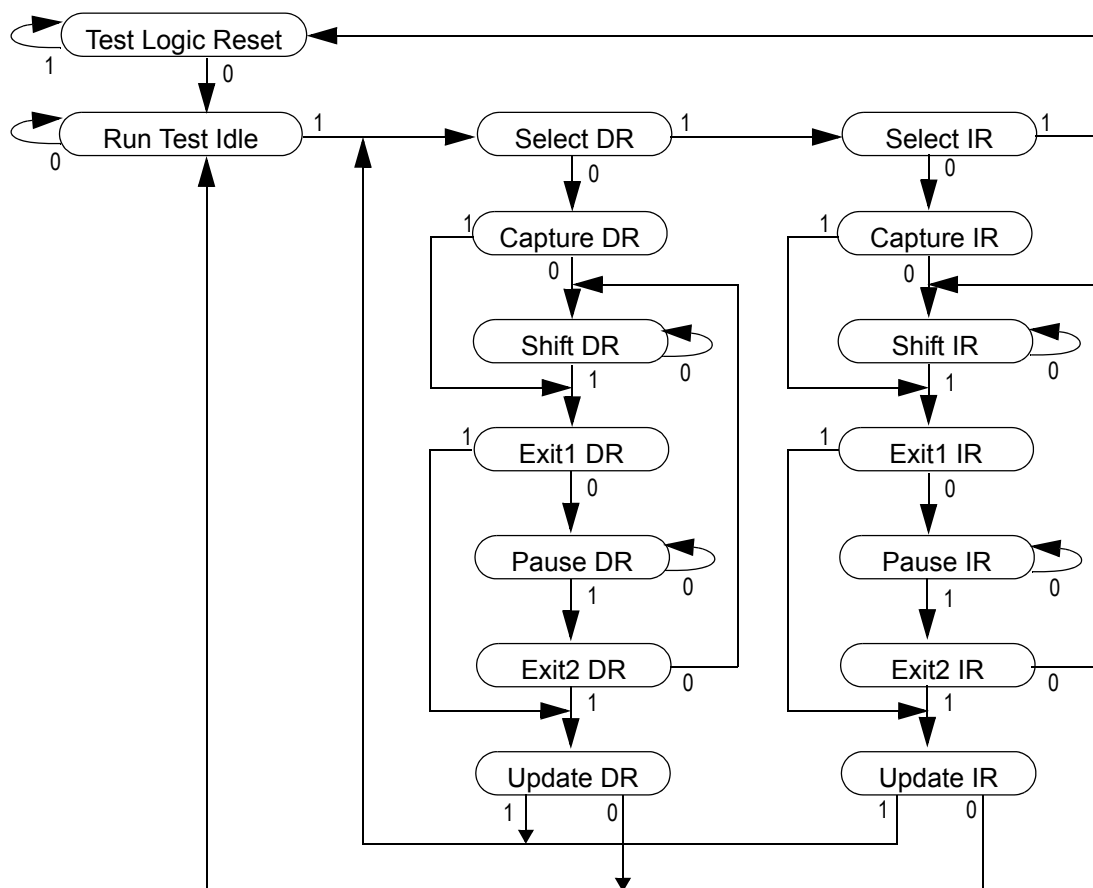 Test Logic Reset
1
0
Run Test Idle
1
0
Select DR
1
0
Select IR
1
0
Capture DR
1
0
Capture IR
1
0
Shift DR
0
1
Shift IR
0
1
Exit1 DR
1
0
Exit1 IR
1
0
Pause DR
0
1
Pause IR
0
1
Exit2 DR
0
1
Exit2 IR
0
1
Update DR
1
0
Update IR
1
0